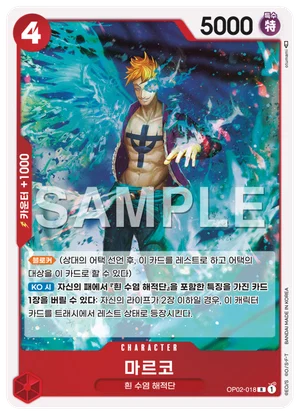 4
5000
특수
特
카운터 +1000
SAMPLE
블로커 (상대의 어택 선언 후, 이 카드를 레스트로 하고 어택의
대상을 이 카드로 할 수 있다)
KO 시 자신의 패에서 『흰 수염 해적단』을 포함한 특징을 가진 카드
1장을 버릴 수 있다: 자신의 라이프가 2장 이하일 경우, 이 캐릭터
카드를 트래시에서 레스트 상태로 등장시킨다.
CHARACTER
마르코
흰 수염 해적단
OP02-018 R 1
BANDAI MADE IN KOREA